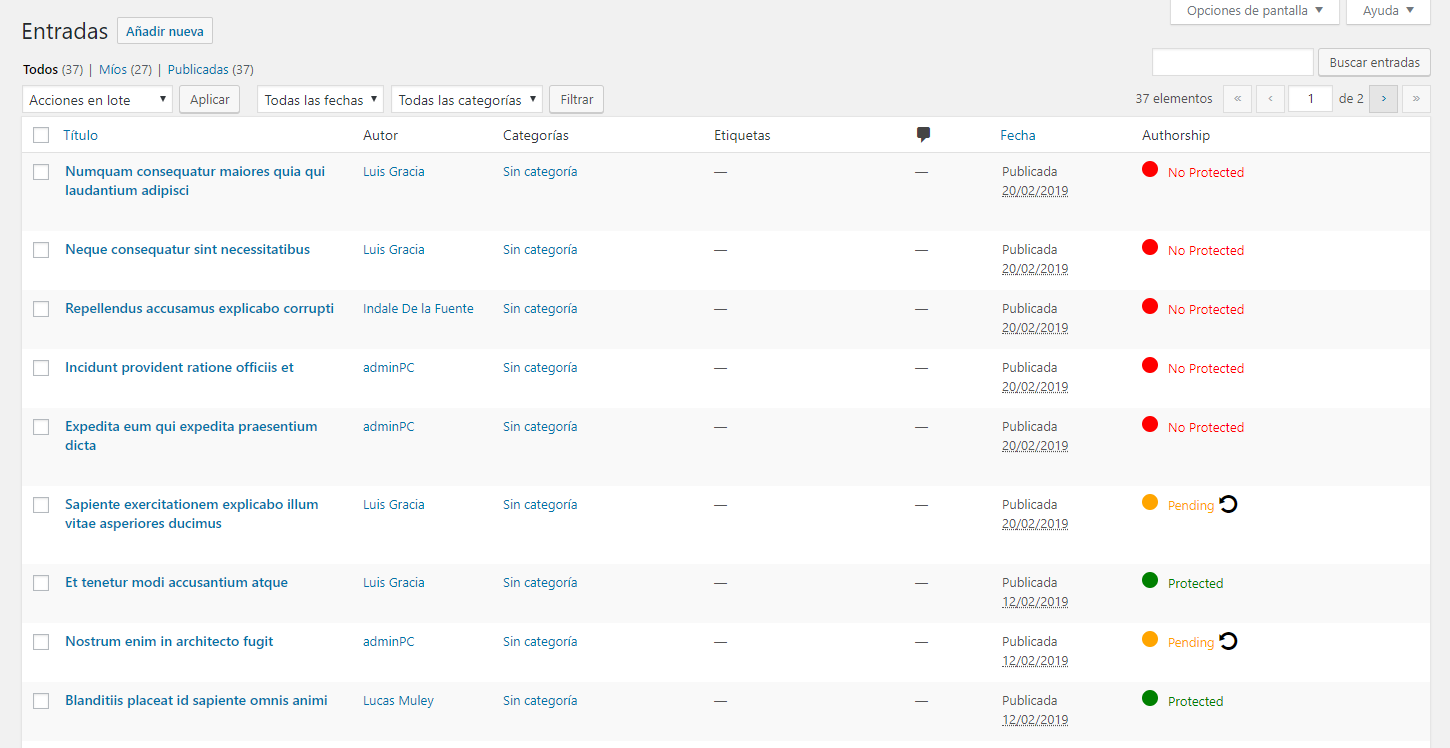 Opciones de pantalla ▼ Ayuda ▼
Entradas Añadir nueva
Todos (37) | Míos (27) | Publicadas (37)
Buscar entradas
Acciones en lote ▼ Aplicar Todas las fechas ▼ Todas las categorías ▼ Filtrar 37 elementos « ‹ 1 de 2 › »
Título Autor Categorías Etiquetas Fecha Authorship
Numquam consequatur maiores quia qui Luis Gracia Sin categoría — — Publicada No Protected
laudantium adipisci 20/02/2019
Neque consequatur sint necessitatibus Luis Gracia Sin categoría — — Publicada No Protected
20/02/2019
Repellendus accusamus explicabo corrupti Indale De la Fuente Sin categoría — — Publicada No Protected
20/02/2019
Incidunt provident ratione officiis et adminPC Sin categoría — — Publicada No Protected
20/02/2019
Expedita eum qui expedita praesentium adminPC Sin categoría — — Publicada No Protected
dicta 20/02/2019
Sapiente exercitationem explicabo illum Luis Gracia Sin categoría — — Publicada Pending
vitae asperiores ducimus 20/02/2019
Et tenetur modi accusantium atque Luis Gracia Sin categoría — — Publicada Protected
12/02/2019
Nostrum enim in architecto fugit adminPC Sin categoría — — Publicada Pending
12/02/2019
Blanditiis placeat id sapiente omnis animi Lucas Muley Sin categoría — — Publicada Protected
12/02/2019